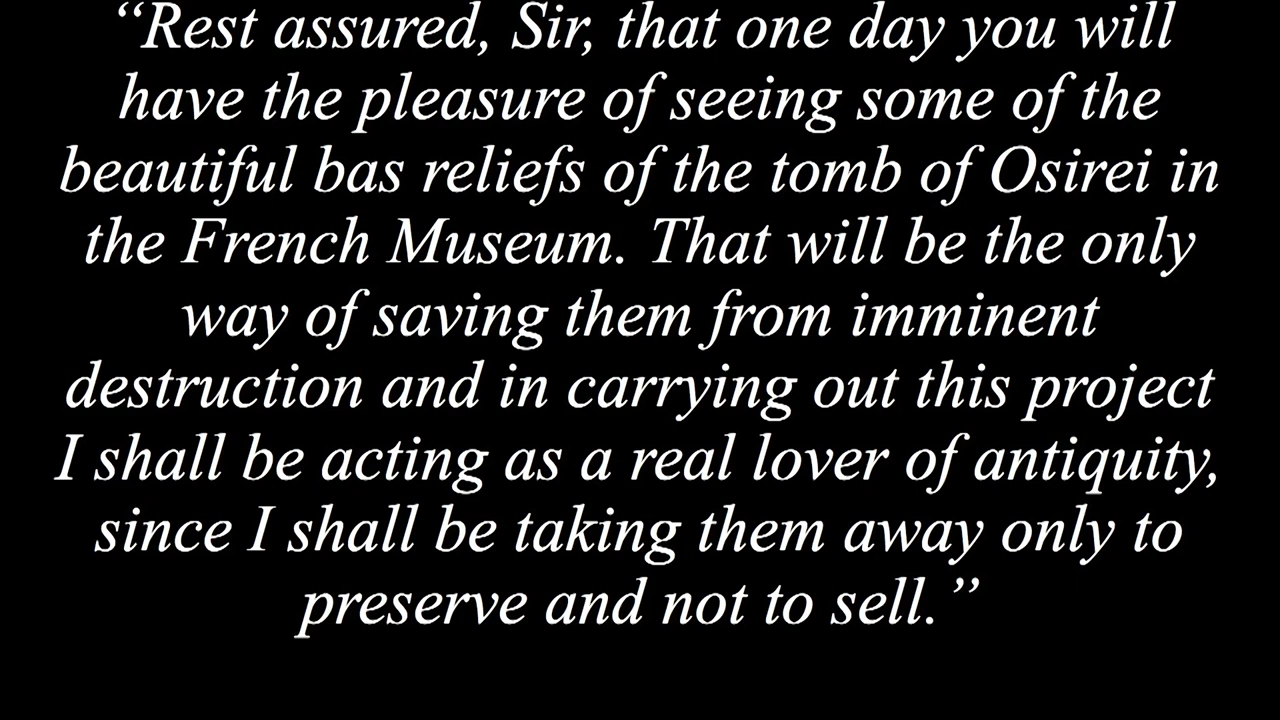 “Rest assured, Sir, that one day you will
have the pleasure of seeing some of the
beautiful bas reliefs of the tomb of Osirei in
the French Museum. That will be the only
way of saving them from imminent
destruction and in carrying out this project
I shall be acting as a real lover of antiquity,
since I shall be taking them away only to
preserve and not to sell.”